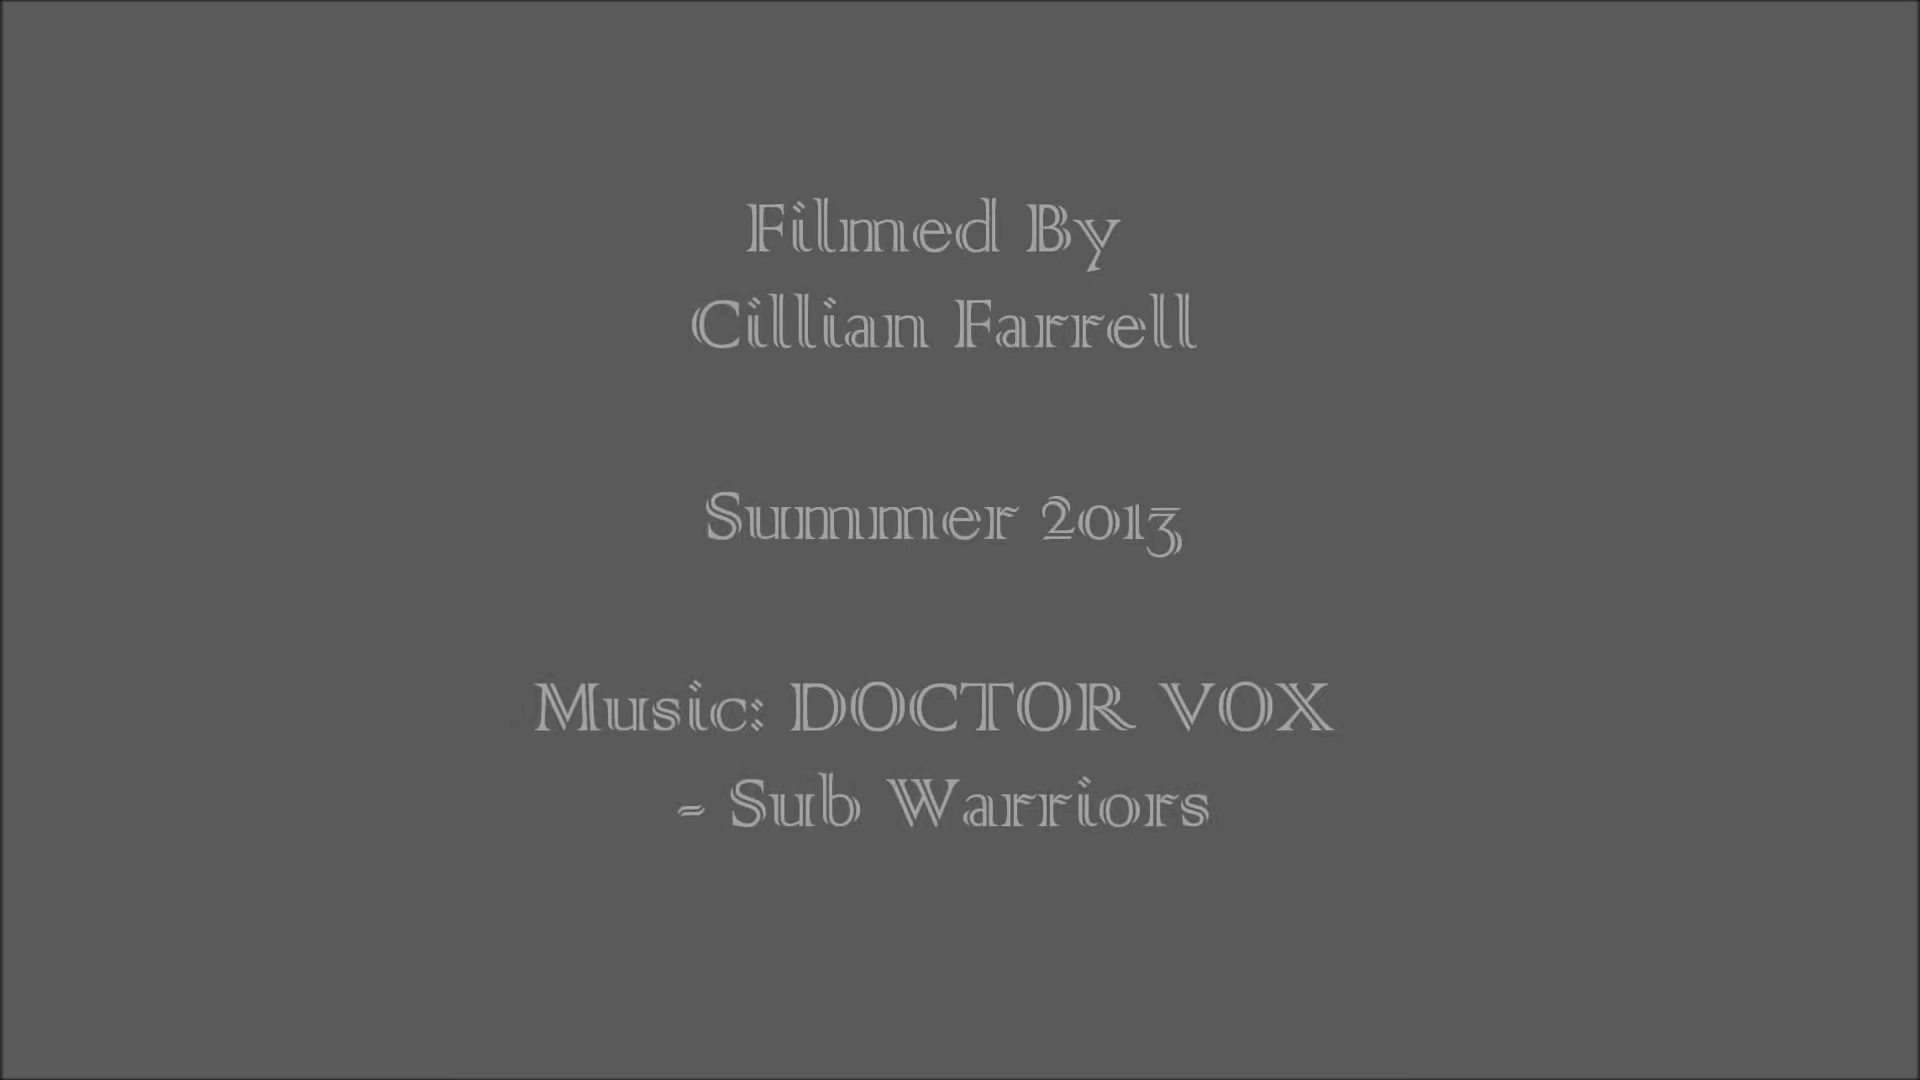 Filmed By
Cillian Farrell
Summer 2013
Music: DOCTOR VOX
- Sub Warriors